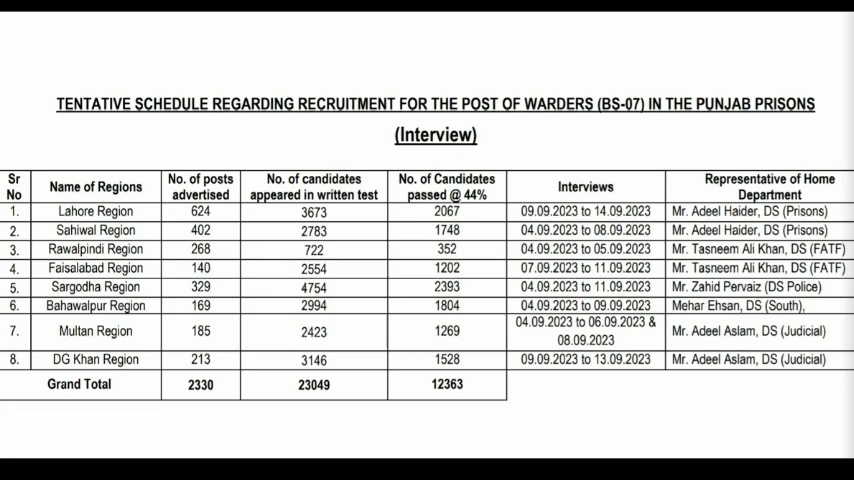 TENTATIVE SCHEDULE REGARDING RECRUITMENT FOR THE POST OF WARDERS (BS-07) IN THE PUNJAB PRISONS
(Interview)
Sr No | Name of Regions | No. of posts advertised | No. of candidates appeared in written test | No. of Candidates passed @ 44% | Interviews | Representative of Home Department
1. | Lahore Region | 624 | 3673 | 2067 | 09.09.2023 to 14.09.2023 | Mr. Adeel Haider, DS (Prisons)
2. | Sahiwal Region | 402 | 2783 | 1748 | 04.09.2023 to 08.09.2023 | Mr. Adeel Haider, DS (Prisons)
3. | Rawalpindi Region | 268 | 722 | 352 | 04.09.2023 to 05.09.2023 | Mr. Tasneem Ali Khan, DS (FATF)
4. | Faisalabad Region | 140 | 2554 | 1202 | 07.09.2023 to 11.09.2023 | Mr. Tasneem Ali Khan, DS (FATF)
5. | Sargodha Region | 329 | 4754 | 2393 | 04.09.2023 to 11.09.2023 | Mr. Zahid Pervaiz (DS Police)
6. | Bahawalpur Region | 169 | 2994 | 1804 | 04.09.2023 to 09.09.2023 | Mehar Ehsan, DS (South),
7. | Multan Region | 185 | 2423 | 1269 | 04.09.2023 to 06.09.2023 & 08.09.2023 | Mr. Adeel Aslam, DS (Judicial)
8. | DG Khan Region | 213 | 3146 | 1528 | 09.09.2023 to 13.09.2023 | Mr. Adeel Aslam, DS (Judicial)
Grand Total | 2330 | 23049 | 12363